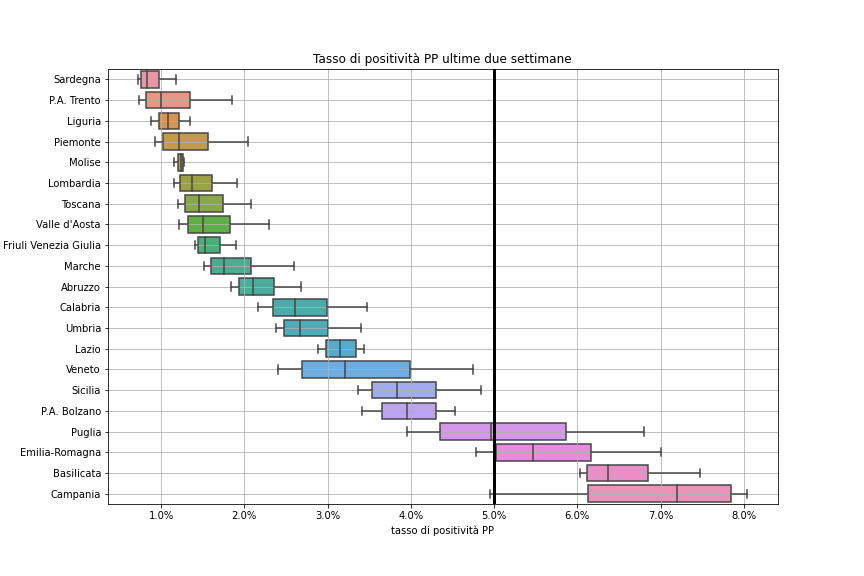 Tasso di positività PP ultime due settimane
Sardegna
P.A. Trento
Liguria
Piemonte
Molise
Lombardia
Toscana
Valle d'Aosta
Friuli Venezia Giulia
Marche
Abruzzo
Calabria
Umbria
Lazio
Veneto
Sicilia
P.A. Bolzano
Puglia
Emilia-Romagna
Basilicata
Campania
1.0% 2.0% 3.0% 4.0% 5.0% 6.0% 7.0% 8.0%
tasso di positività PP